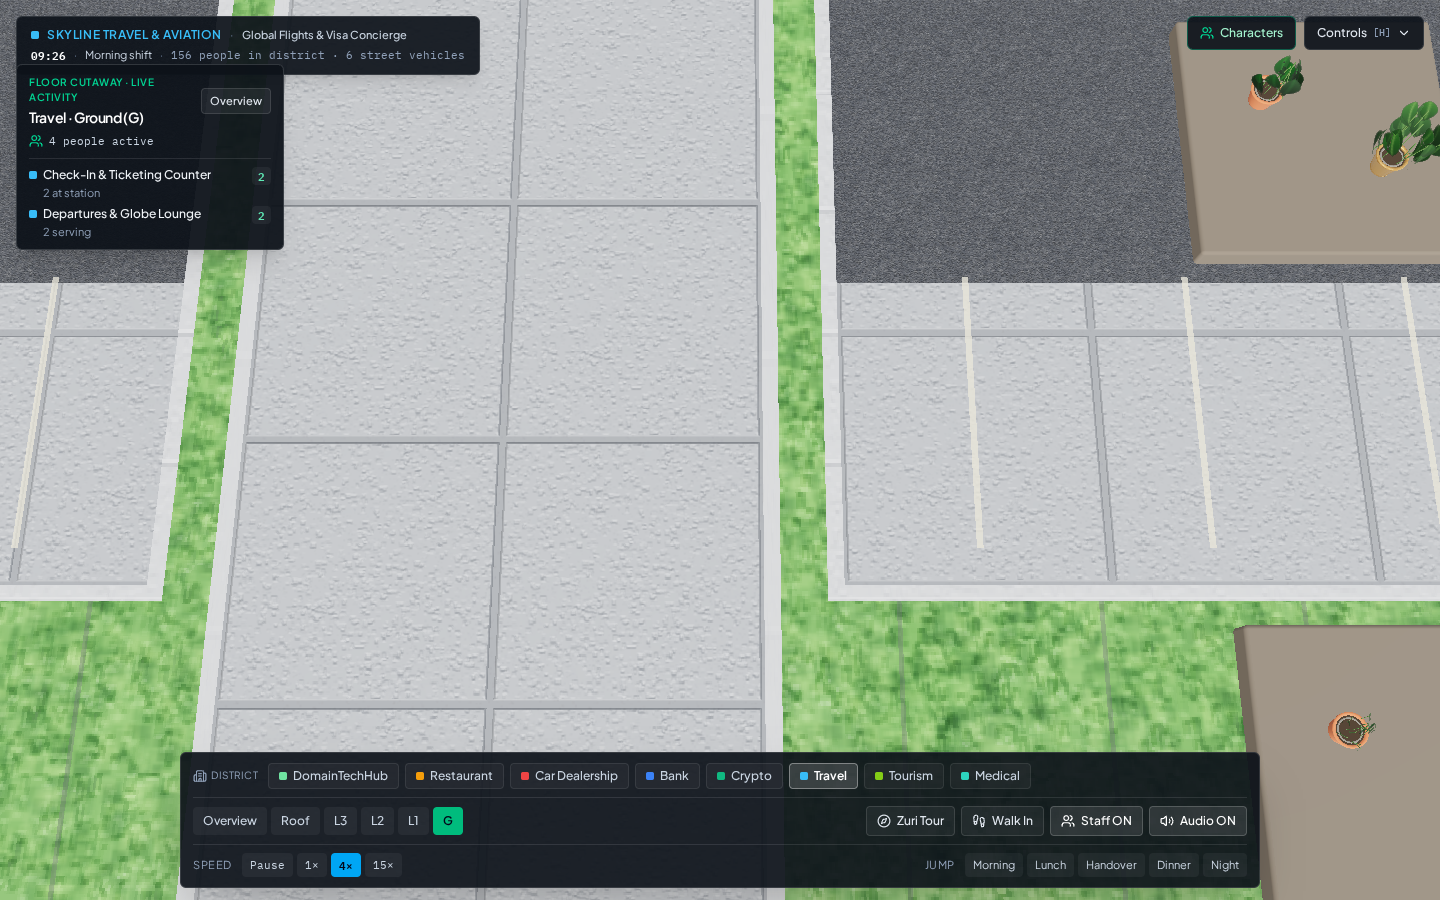 SKYLINE TRAVEL & AVIATION · Global Flights & Visa Concierge
09:26 · Morning shift · 156 people in district · 6 street vehicles
Characters
Controls [H]
FLOOR CUTAWAY · LIVE
ACTIVITY
Overview
Travel · Ground (G)
4 people active
Check-In & Ticketing Counter 2
2 at station
Departures & Globe Lounge 2
2 serving
DISTRICT DomainTechHub Restaurant Car Dealership Bank Crypto Travel Tourism Medical
Overview Roof L3 L2 L1 G Zuri Tour Walk In Staff ON Audio ON
SPEED Pause 1× 4× 15× JUMP Morning Lunch Handover Dinner Night